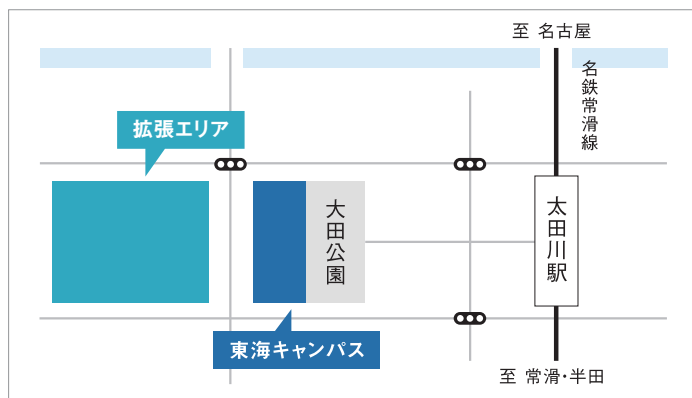 至 名古屋
名鉄常滑線
拡張エリア
大田公園
太田川駅
東海キャンパス
至 常滑・半田